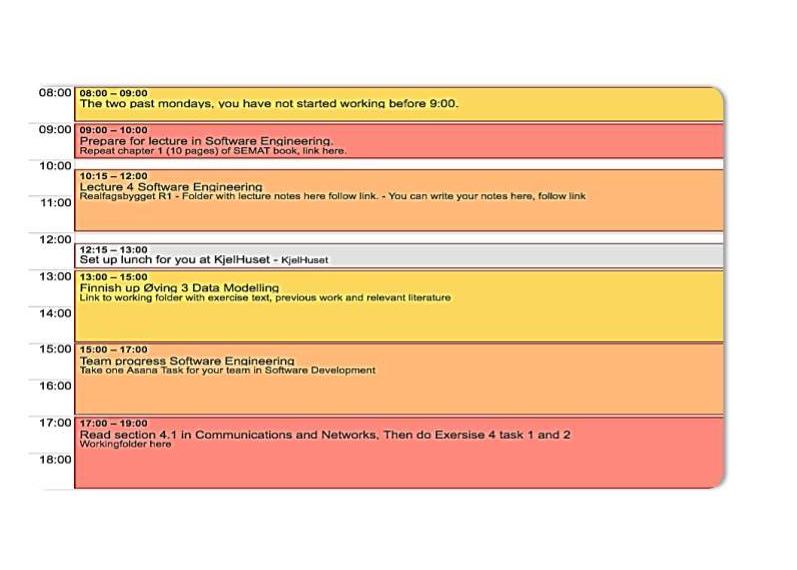 08:00
08:00 – 09:00
The two past mondays, you have not started working before 9:00.
09:00
09:00 – 10:00
Prepare for lecture in Software Engineering.
Repeat chapter 1 (10 pages) of SEMAT book, link here.
10:00
10:15 – 12:00
Lecture 4 Software Engineering
Realfagsbygget R1 - Folder with lecture notes here follow link. - You can write your notes here, follow link
11:00
12:00
12:15 – 13:00
Set up lunch for you at KjelHuset - KjelHuset
13:00
13:00 – 15:00
Finnish up Øving 3 Data Modelling
Link to working folder with exercise text, previous work and relevant literature
14:00
15:00
15:00 – 17:00
Team progress Software Engineering
Take one Asana Task for your team in Software Development
16:00
17:00
17:00 – 19:00
Read section 4.1 in Communications and Networks, Then do Exersise 4 task 1 and 2
Workingfolder here
18:00